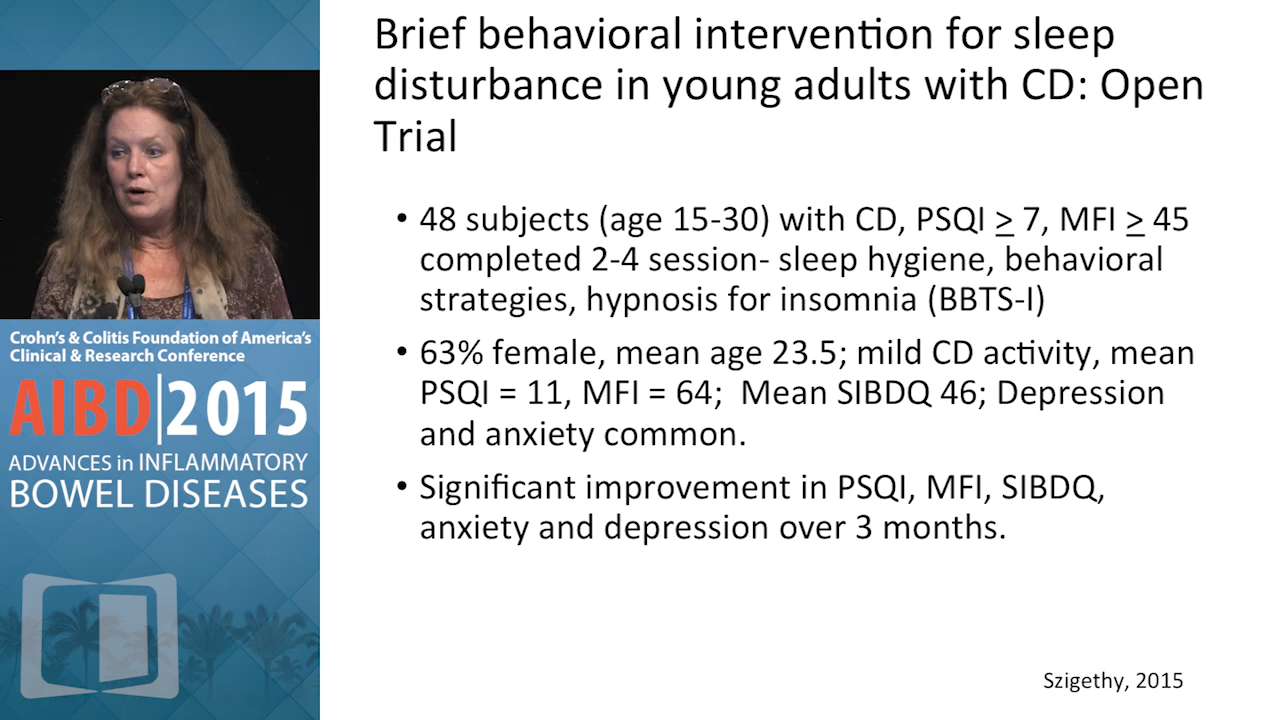 Brief behavioral intervention for sleep
disturbance in young adults with CD: Open
Trial
• 48 subjects (age 15-30) with CD, PSQI ≥ 7, MFI ≥ 45
completed 2-4 session- sleep hygiene, behavioral
strategies, hypnosis for insomnia (BBTS-I)
• 63% female, mean age 23.5; mild CD activity, mean
PSQI = 11, MFI = 64; Mean SIBDQ 46; Depression
and anxiety common.
• Significant improvement in PSQI, MFI, SIBDQ,
anxiety and depression over 3 months.
Szigethy, 2015
Crohn's & Colitis Foundation of America's
Clinical & Research Conference
AIBD|2015
ADVANCES in INFLAMMATORY
BOWEL DISEASES